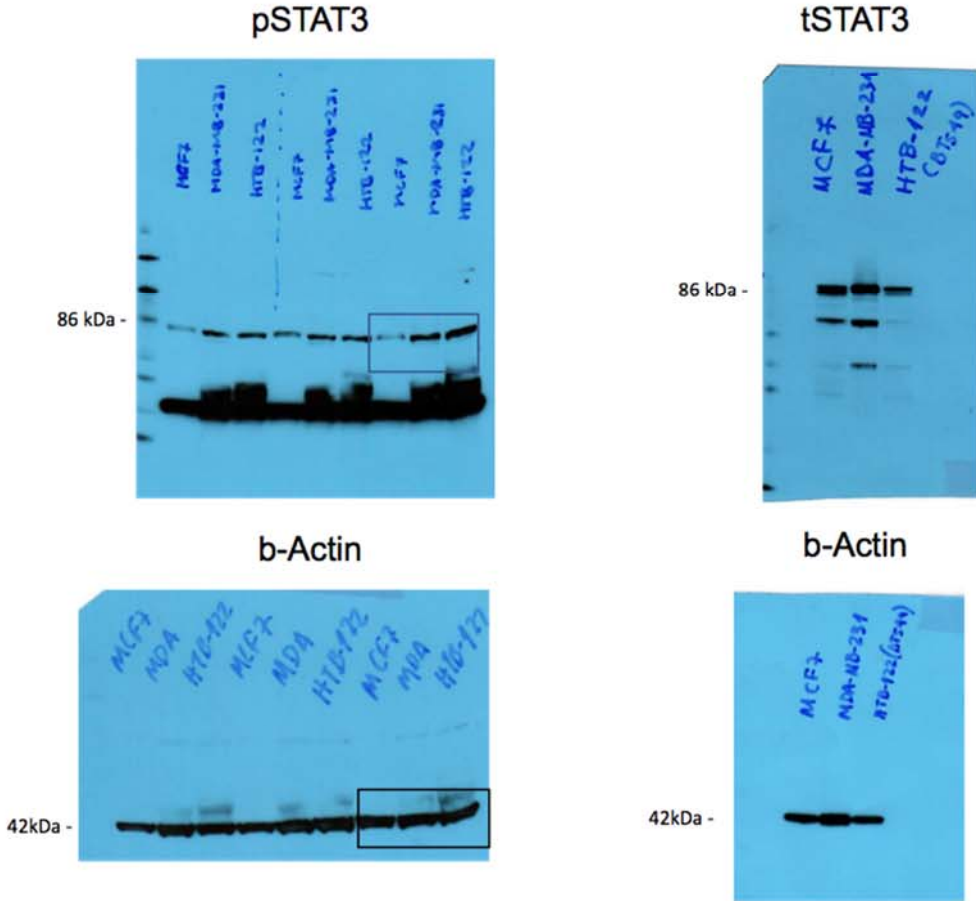 pSTAT3
tSTAT3
MCF7
MDA-MB-231
HTB-122
MCF7
MDA-MB-231
HTB-122
MCF7
MDA-MB-231
HTB-122
MCF7
MDA-NB-231
HTB-122
(BT549)
86 kDa -
86 kDa -
b-Actin
b-Actin
MCF7
MDA
HTB-122
MCF7
MDA
HTB-122
MCF7
MDA
HTB-122
MCF7
MDA-NB-231
HTB-122(BT549)
42kDa -
42kDa -